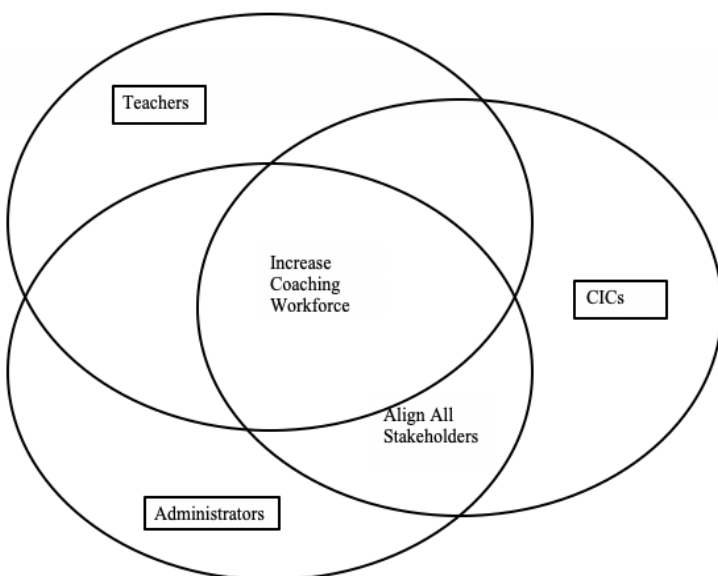 Teachers
Increase
Coaching
Workforce
CICs
Align All
Stakeholders
Administrators